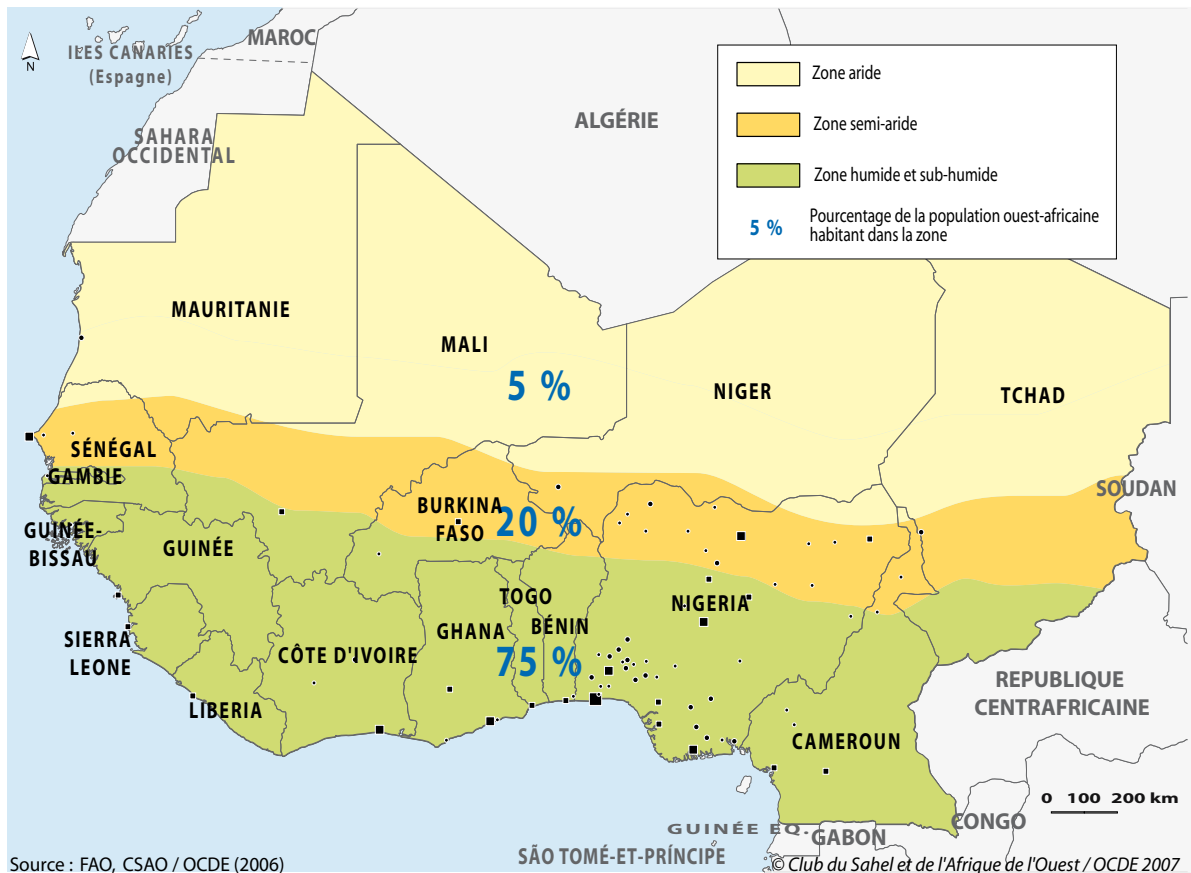 MAROC
ILES CANARIES
(Espagne)
N
SAHARA
OCCIDENTAL
ALGÉRIE
Zone aride
Zone semi-aride
Zone humide et sub-humide
5 %
Pourcentage de la population ouest-africaine
habitant dans la zone
MAURITANIE
MALI
5 %
NIGER
TCHAD
SÉNÉGAL
GAMBIE
BURKINA
FASO
20 %
SOUDAN
GUINÉE-
BISSAU
GUINÉE
TOGO
BÉNIN
NIGERIA
GHANA
SIERRA
LEONE
CÔTE D'IVOIRE
75 %
LIBERIA
REPUBLIQUE
CENTRAFRICAINE
CAMEROUN
0 100 200 km
GUINÉE EQ.
GABON
CONGO
SÃO TOMÉ-ET-PRÍNCIPE
Source : FAO, CSAO / OCDE (2006)
© Club du Sahel et de l'Afrique de l'Ouest / OCDE 2007